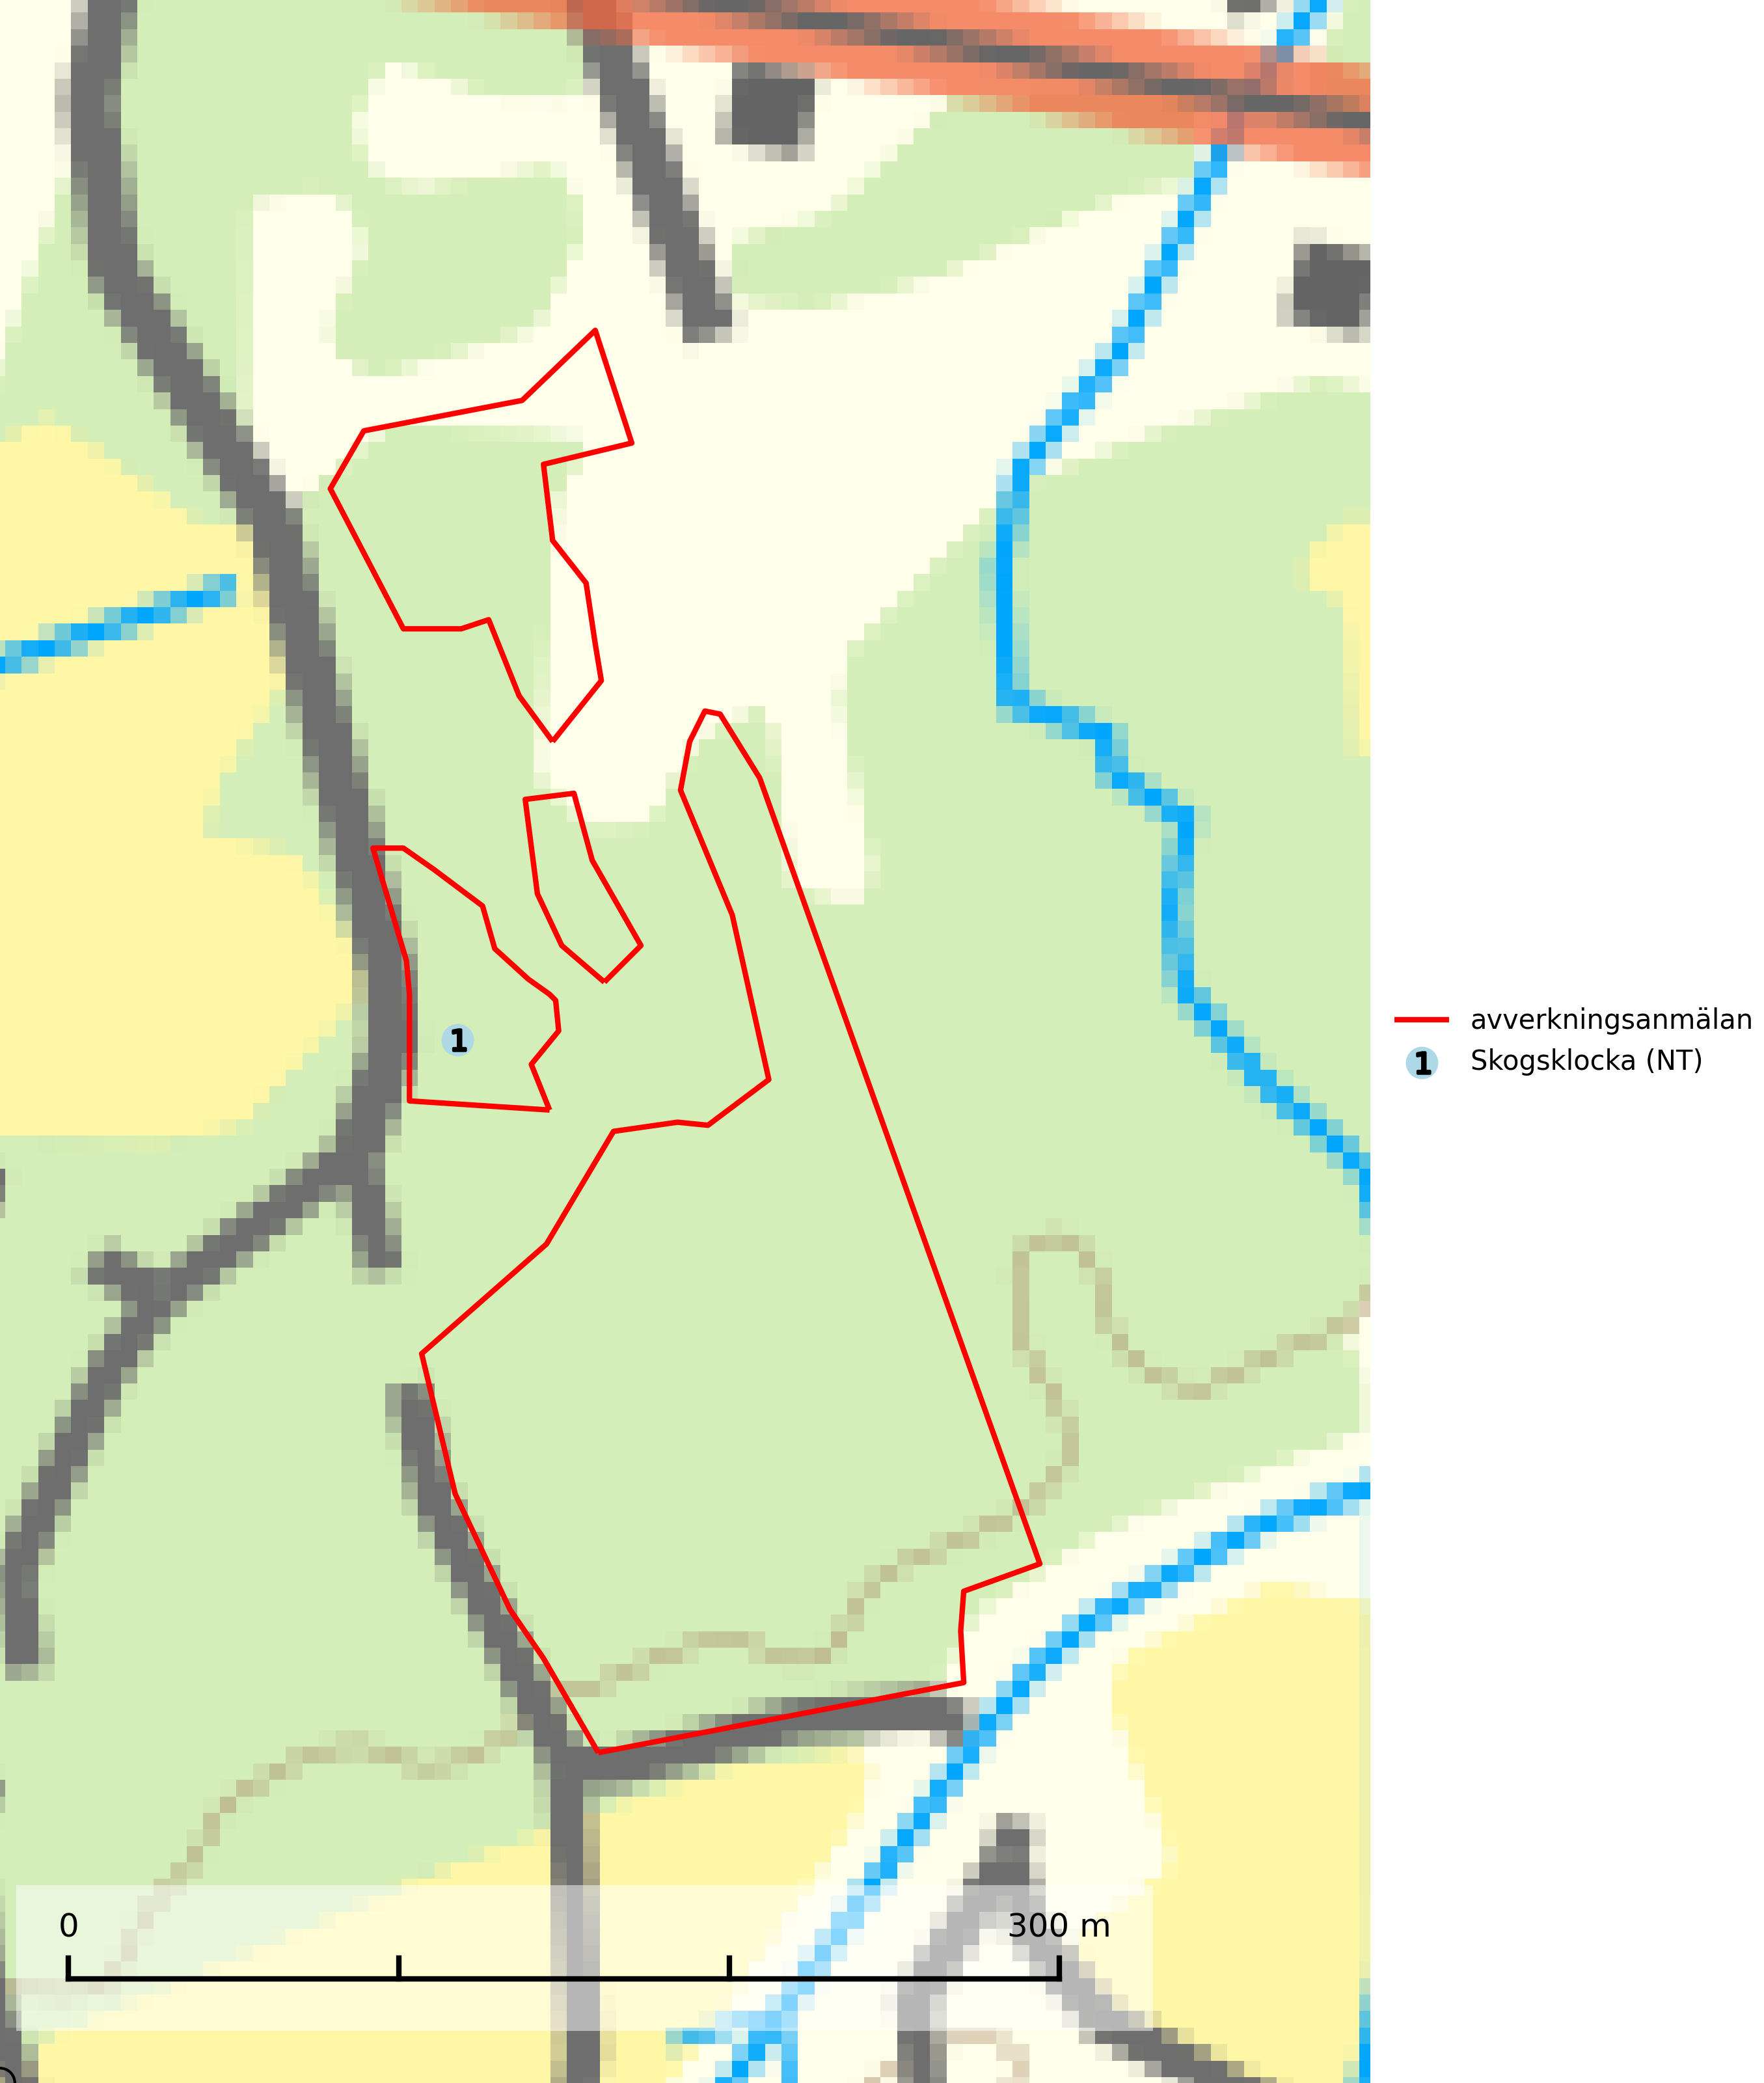 1
avverkningsanmälan
1 Skogsklocka (NT)
0 300 m